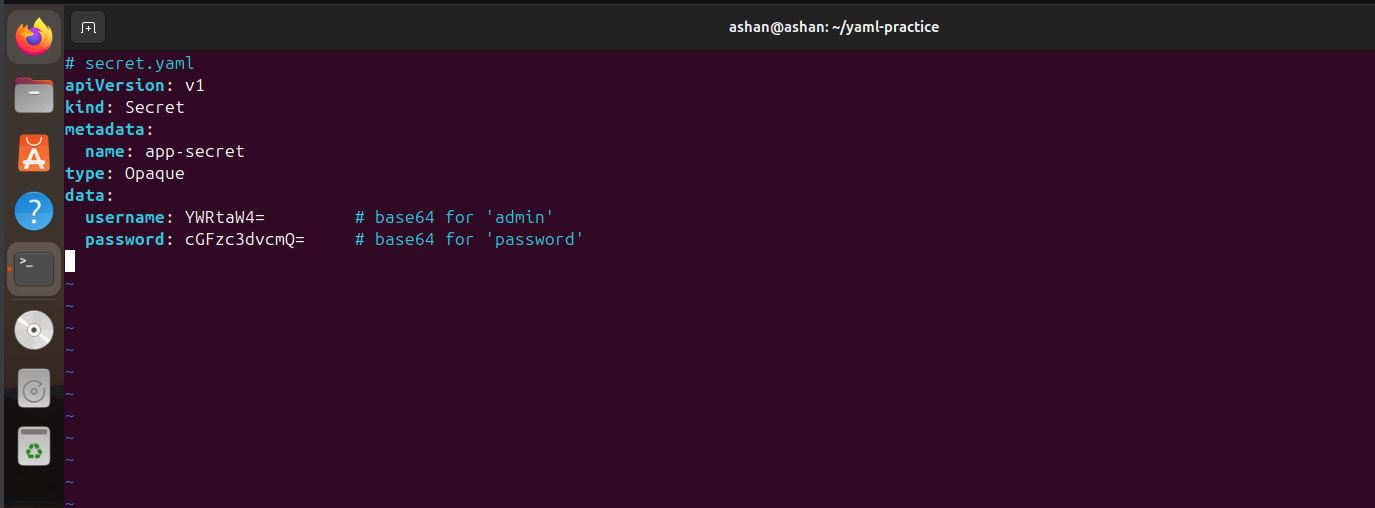 ashan@ashan: ~/yaml-practice
# secret.yaml
apiVersion: v1
kind: Secret
metadata:
  name: app-secret
type: Opaque
data:
  username: YWRtaW4=         # base64 for 'admin'
  password: cGFzc3dvcmQ=     # base64 for 'password'
~
~
~
~
~
~
~
~
~
~
~